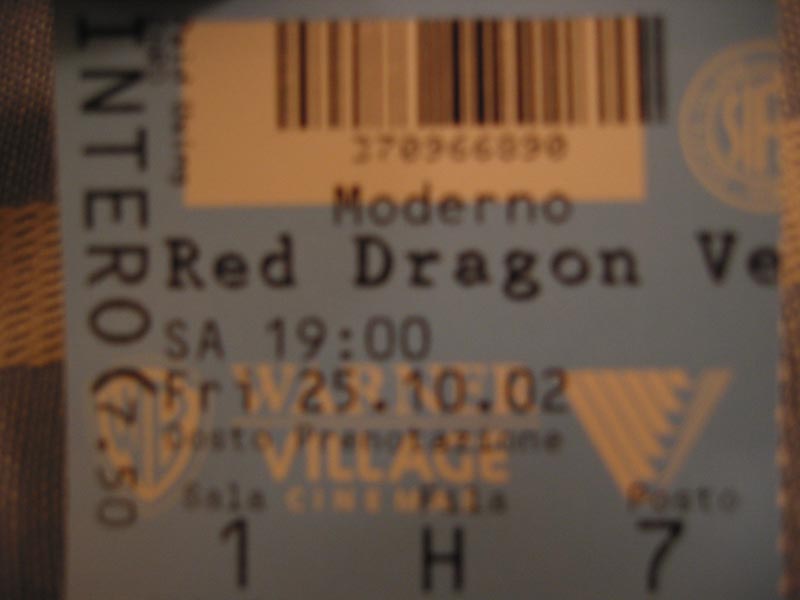 370966890
Moderno
Red Dragon Ve
SA 19:00
Fri 25.10.02
WARNER
Costo Prenotazione
VILLAGE
CINEMAS
Sala Fila Posto
1 H 7
INTERO
7.50